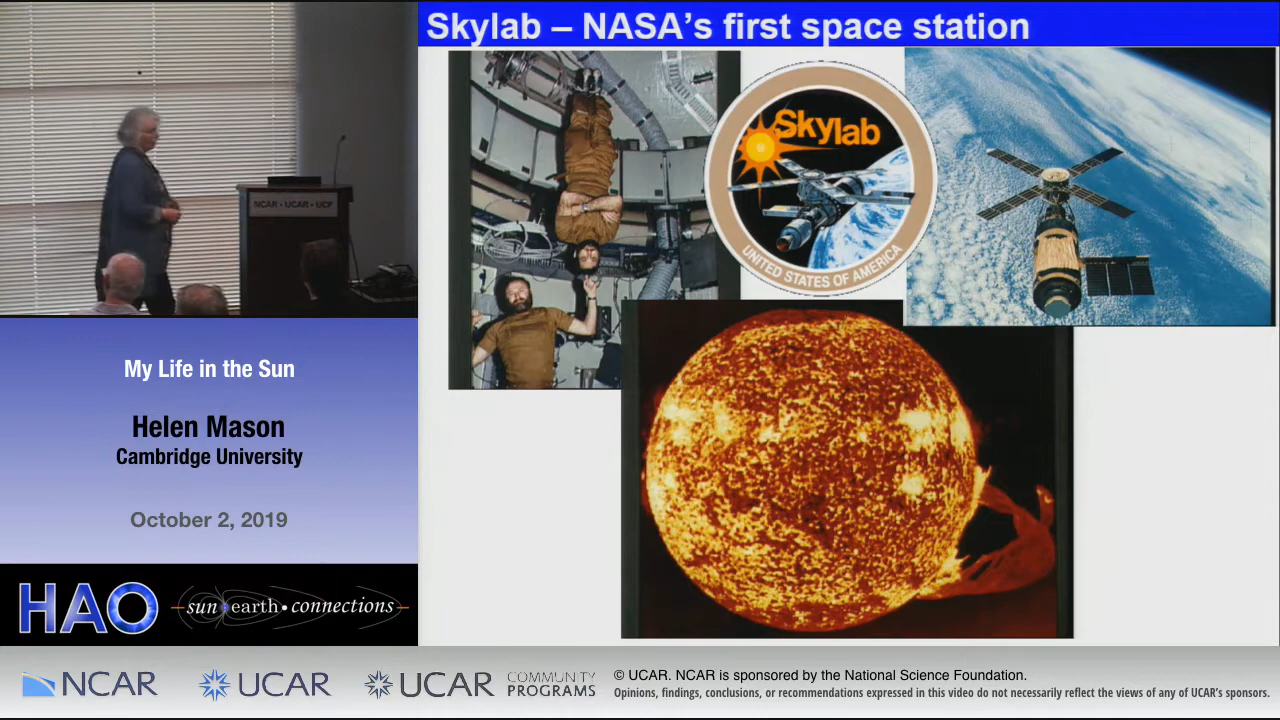 Skylab – NASA's first space station
Skylab
UNITED STATES OF AMERICA
NCAR • UCAR • UCP
My Life in the Sun
Helen Mason
Cambridge University
October 2, 2019
HAO
sun earth • connections
NCAR
UCAR
UCAR
COMMUNITY
PROGRAMS
© UCAR. NCAR is sponsored by the National Science Foundation.
Opinions, findings, conclusions, or recommendations expressed in this video do not necessarily reflect the views of any of UCAR's sponsors.